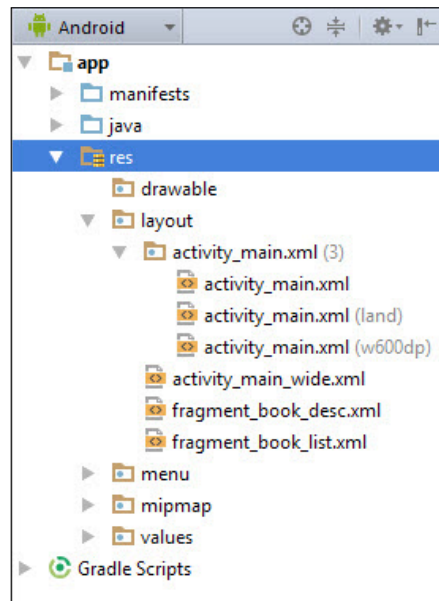 Android
app
manifests
java
res
drawable
layout
activity_main.xml (3)
activity_main.xml
activity_main.xml (land)
activity_main.xml (w600dp)
activity_main_wide.xml
fragment_book_desc.xml
fragment_book_list.xml
menu
mipmap
values
Gradle Scripts